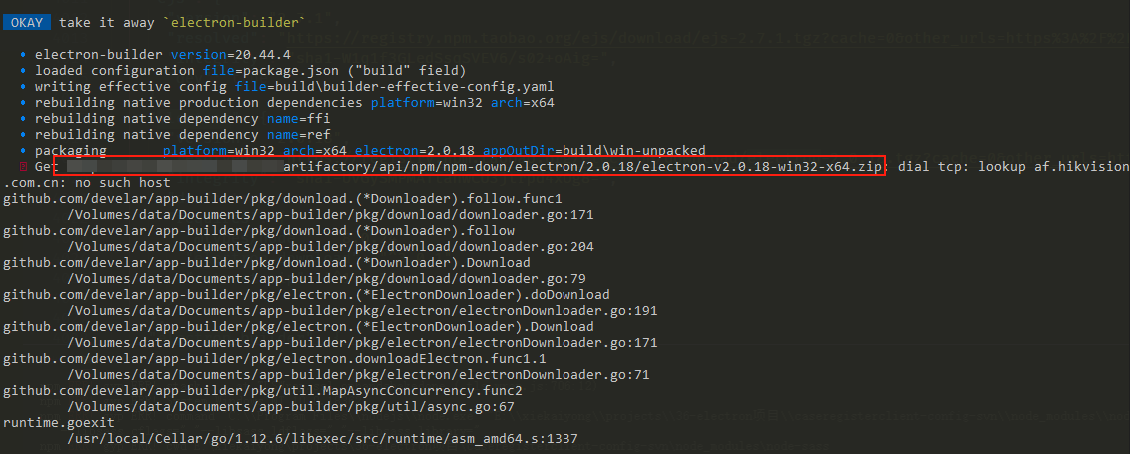 OKAY take it away `electron-builder`
• electron-builder version=20.44.4
• loaded configuration file=package.json ("build" field)
• writing effective config file=build\builder-effective-config.yaml
• rebuilding native production dependencies platform=win32 arch=x64
• rebuilding native dependency name=ffi
• rebuilding native dependency name=ref
• packaging platform=win32 arch=x64 electron=2.0.18 appOutDir=build\win-unpacked
Get artifactory/api/npm/npm-down/electron/2.0.18/electron-v2.0.18-win32-x64.zip: dial tcp: lookup af.hikvision
.com.cn: no such host
github.com/develar/app-builder/pkg/download.(*Downloader).follow.func1
/Volumes/data/Documents/app-builder/pkg/download/downloader.go:171
github.com/develar/app-builder/pkg/download.(*Downloader).follow
/Volumes/data/Documents/app-builder/pkg/download/downloader.go:204
github.com/develar/app-builder/pkg/download.(*Downloader).Download
/Volumes/data/Documents/app-builder/pkg/download/downloader.go:79
github.com/develar/app-builder/pkg/electron.(*ElectronDownloader).doDownload
/Volumes/data/Documents/app-builder/pkg/electron/electronDownloader.go:191
github.com/develar/app-builder/pkg/electron.(*ElectronDownloader).Download
/Volumes/data/Documents/app-builder/pkg/electron/electronDownloader.go:171
github.com/develar/app-builder/pkg/electron.downloadElectron.func1.1
/Volumes/data/Documents/app-builder/pkg/electron/electronDownloader.go:71
github.com/develar/app-builder/pkg/util.MapAsyncConcurrency.func2
/Volumes/data/Documents/app-builder/pkg/util/async.go:67
runtime.goexit
/usr/local/Cellar/go/1.12.6/libexec/src/runtime/asm_amd64.s:1337